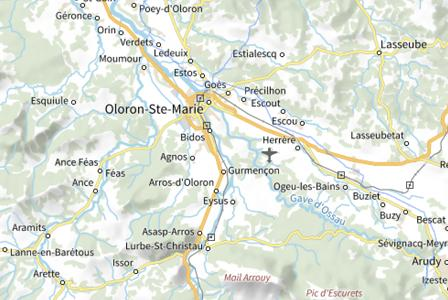 Poey-d'Oloron
Géronce
Orin
Verdets
Ledeuix
Estialescq
Lasseube
Moumour
Estos
Goès
Précilhon
Esquiule
Oloron-Ste-Marie
Escout
Escou
Bidos
Herrère
Lasseubetat
Agnos
Ance Féas
Féas
Gurmençon
Ance
Arros-d'Oloron
Ogeu-les-Bains
Buziet
Eysus
Gave d'Ossau
Buzy
Bescat
Aramits
Asasp-Arros
Lurbe-St-Christau
Sévignacq-Mey
Lanne-en-Barétous
Issor
Arudy
Arette
Mail Arrouy
Izeste
Pic d'Escurets